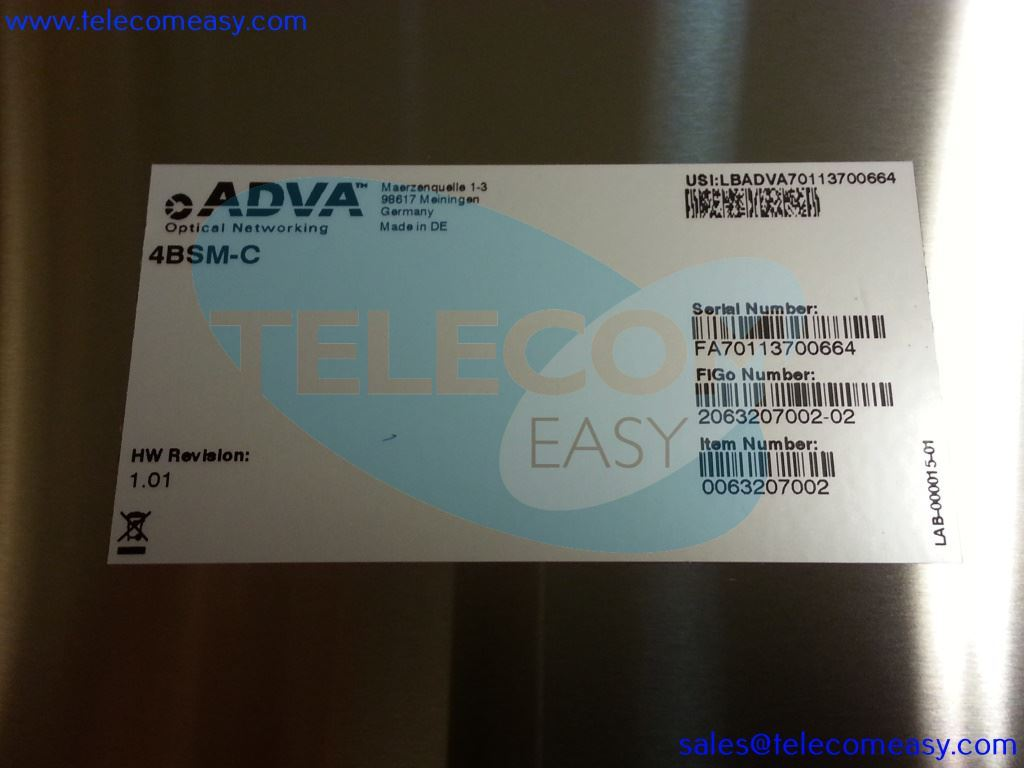 www.telecomeasy.com
ADVA™
Optical Networking
Maerzenquelle 1-3
98617 Meiningen
Germany
Made in DE
4BSM-C
USI:LBADVA70113700664
TELECO
EASY
Serial Number:
FA70113700664
FiGo Number:
2063207002-02
Item Number:
0063207002
HW Revision:
1.01
LAB-000015-01
sales@telecomeasy.com